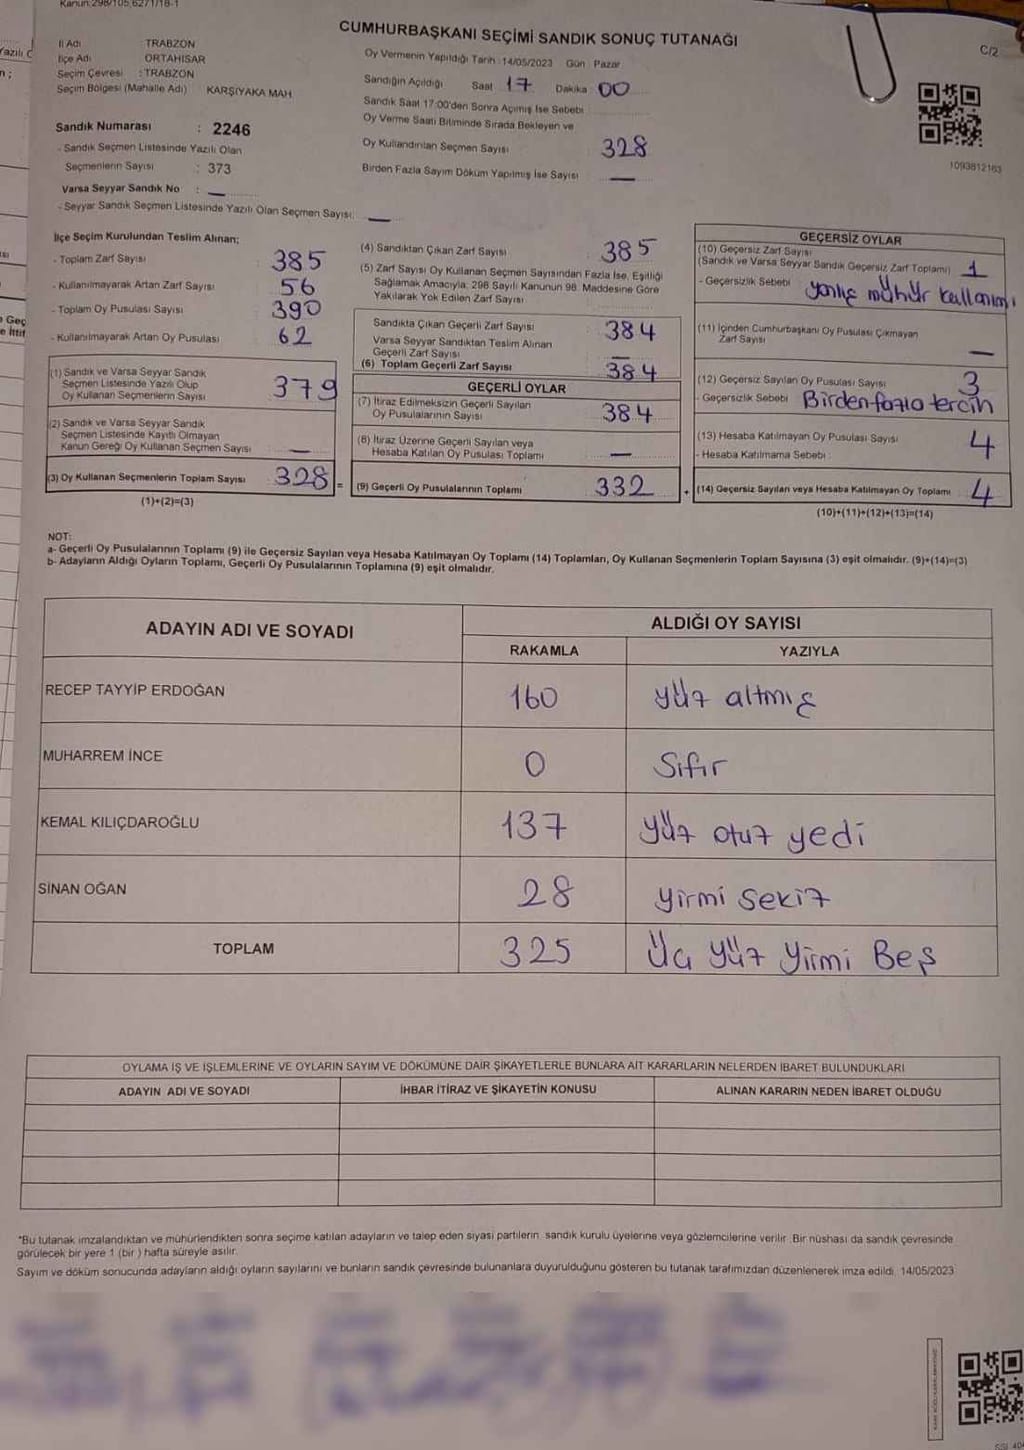 Kanun:298/105,6271/18-1
CUMHURBAŞKANI SEÇİMİ SANDIK SONUÇ TUTANAĞI
C/2
İl Adı : TRABZON
İlçe Adı : ORTAHİSAR
Seçim Çevresi : TRABZON
Seçim Bölgesi (Mahalle Adı) KARŞIYAKA MAH
Sandık Numarası : 2246
- Sandık Seçmen Listesinde Yazılı Olan
Seçmenlerin Sayısı : 373
Varsa Seyyar Sandık No : —
- Seyyar Sandık Seçmen Listesinde Yazılı Olan Seçmen Sayısı: —
Oy Vermenin Yapıldığı Tarih :14/05/2023 Gün: Pazar
Sandığın Açıldığı Saat 17 Dakika 00
Sandık Saat 17:00'den Sonra Açılmış İse Sebebi
Oy Verme Saati Bitiminde Sırada Bekleyen ve
Oy Kullandırılan Seçmen Sayısı 328
Birden Fazla Sayım Döküm Yapılmış İse Sayısı —
1093812163
İlçe Seçim Kurulundan Teslim Alınan;
- Toplam Zarf Sayısı 385
- Kullanılmayarak Artan Zarf Sayısı 56
- Toplam Oy Pusulası Sayısı 390
- Kullanılmayarak Artan Oy Pusulası 62
(1) Sandık ve Varsa Seyyar Sandık
Seçmen Listesinde Yazılı Olup
Oy Kullanan Seçmenlerin Sayısı 379
(2) Sandık ve Varsa Seyyar Sandık
Seçmen Listesinde Kayıtlı Olmayan
Kanun Gereği Oy Kullanan Seçmen Sayısı —
(3) Oy Kullanan Seçmenlerin Toplam Sayısı 328 =
(1)+(2)=(3)
(4) Sandıktan Çıkan Zarf Sayısı 385
(5) Zarf Sayısı Oy Kullanan Seçmen Sayısından Fazla İse, Eşitliği
Sağlamak Amacıyla, 298 Sayılı Kanunun 98. Maddesine Göre
Yakılarak Yok Edilen Zarf Sayısı
Sandıkta Çıkan Geçerli Zarf Sayısı 384
Varsa Seyyar Sandıktan Teslim Alınan
Geçerli Zarf Sayısı —
(6) Toplam Geçerli Zarf Sayısı 384
GEÇERLİ OYLAR
(7) İtiraz Edilmeksizin Geçerli Sayılan
Oy Pusulalarının Sayısı 384
(8) İtiraz Üzerine Geçerli Sayılan veya
Hesaba Katılan Oy Pusulası Toplamı —
(9) Geçerli Oy Pusulalarının Toplamı 332 +
GEÇERSİZ OYLAR
(10) Geçersiz Zarf Sayısı
(Sandık ve Varsa Seyyar Sandık Geçersiz Zarf Toplamı) 1
- Geçersizlik Sebebi yanlış mühür kullanımı
(11) İçinden Cumhurbaşkanı Oy Pusulası Çıkmayan
Zarf Sayısı —
(12) Geçersiz Sayılan Oy Pusulası Sayısı 3
- Geçersizlik Sebebi Birden fazla tercih
(13) Hesaba Katılmayan Oy Pusulası Sayısı 4
- Hesaba Katılmama Sebebi
(14) Geçersiz Sayılan veya Hesaba Katılmayan Oy Toplamı 4
(10)+(11)+(12)+(13)=(14)
NOT:
a- Geçerli Oy Pusulalarının Toplamı (9) ile Geçersiz Sayılan veya Hesaba Katılmayan Oy Toplamı (14) Toplamları, Oy Kullanan Seçmenlerin Toplam Sayısına (3) eşit olmalıdır. (9)+(14)=(3)
b- Adayların Aldığı Oyların Toplamı, Geçerli Oy Pusulalarının Toplamına (9) eşit olmalıdır.
ADAYIN ADI VE SOYADI
ALDIĞI OY SAYISI
RAKAMLA YAZIYLA
RECEP TAYYİP ERDOĞAN 160 yüz altmış
MUHARREM İNCE 0 Sıfır
KEMAL KILIÇDAROĞLU 137 yüz otuz yedi
SİNAN OĞAN 28 yirmi sekiz
TOPLAM 325 Üç yüz yirmi Beş
OYLAMA İŞ VE İŞLEMLERİNE VE OYLARIN SAYIM VE DÖKÜMÜNE DAİR ŞİKAYETLERLE BUNLARA AİT KARARLARIN NELERDEN İBARET BULUNDUKLARI
ADAYIN ADI VE SOYADI İHBAR İTİRAZ VE ŞİKAYETİN KONUSU ALINAN KARARIN NEDEN İBARET OLDUĞU
*Bu tutanak imzalandıktan ve mühürlendikten sonra seçime katılan adayların ve talep eden siyasi partilerin sandık kurulu üyelerine veya gözlemcilerine verilir. Bir nüshası da sandık çevresinde
görülecek bir yere 1 (bir) hafta süreyle asılır.
Sayım ve döküm sonucunda adayların aldığı oyların sayılarını ve bunların sandık çevresinde bulunanlara duyurulduğunu gösteren bu tutanak tarafımızdan düzenlenerek imza edildi. 14/05/2023